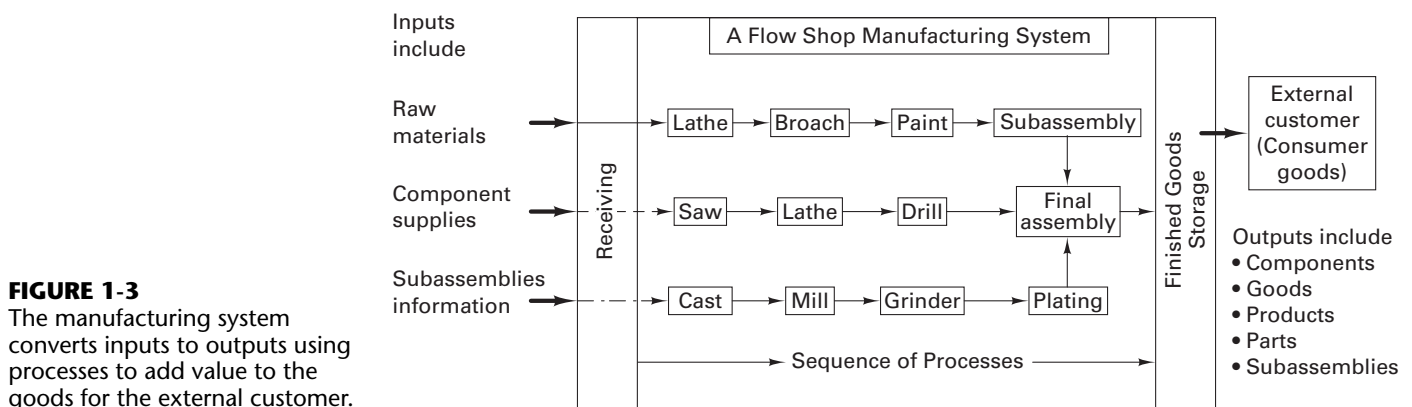 Inputs
include
A Flow Shop Manufacturing System
Raw
materials
Lathe
Broach
Paint
Subassembly
External
customer
(Consumer
goods)
Component
supplies
Receiving
Saw
Lathe
Drill
Final
assembly
Finished Goods
Storage
Subassemblies
information
Cast
Mill
Grinder
Plating
Sequence of Processes
Outputs include
• Components
• Goods
• Products
• Parts
• Subassemblies
FIGURE 1-3
The manufacturing system
converts inputs to outputs using
processes to add value to the
goods for the external customer.